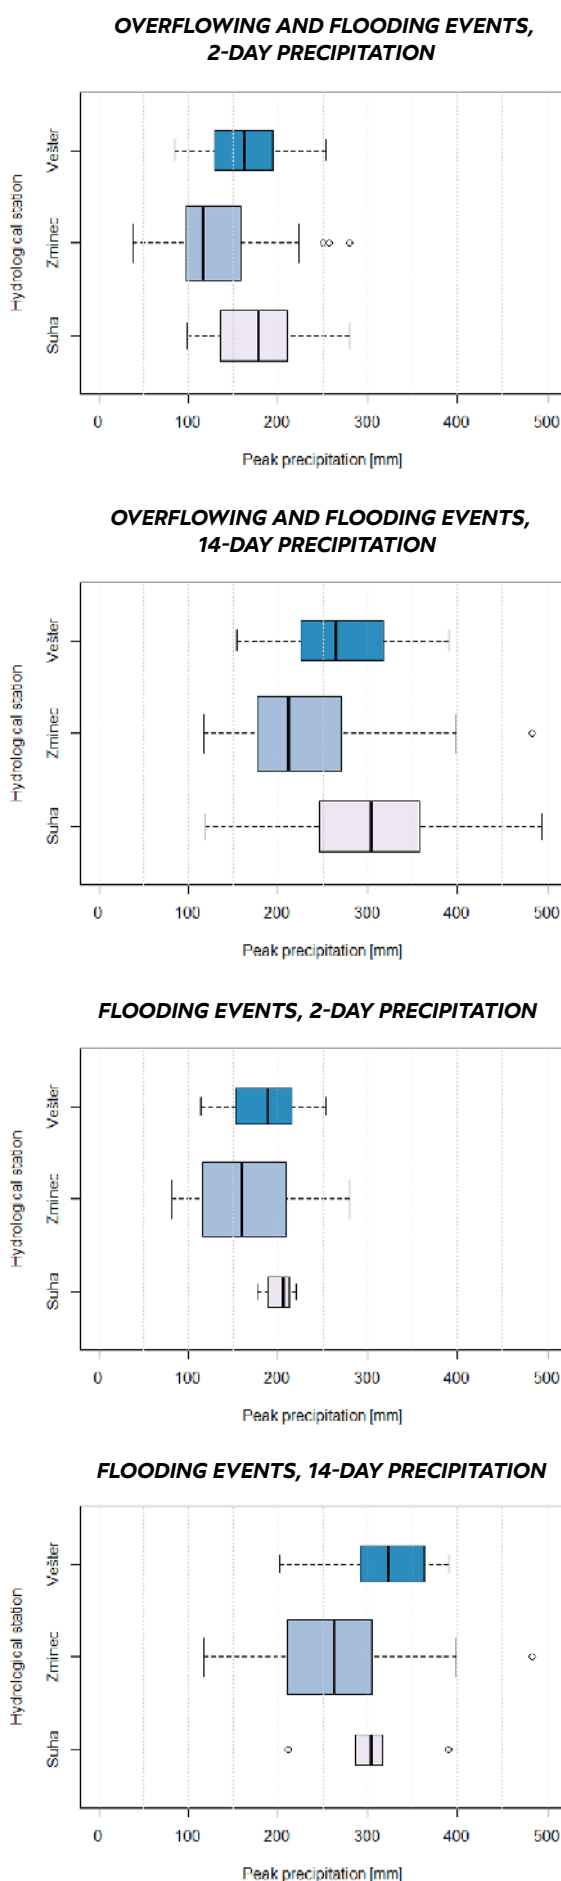 OVERFLOWING AND FLOODING EVENTS,
2-DAY PRECIPITATION
Hydrological station
Vešter
Zminec
Suha
0 100 200 300 400 500
Peak precipitation [mm]
OVERFLOWING AND FLOODING EVENTS,
14-DAY PRECIPITATION
Hydrological station
Vešter
Zminec
Suha
0 100 200 300 400 500
Peak precipitation [mm]
FLOODING EVENTS, 2-DAY PRECIPITATION
Hydrological station
Vešter
Zminec
Suha
0 100 200 300 400 500
Peak precipitation [mm]
FLOODING EVENTS, 14-DAY PRECIPITATION
Hydrological station
Vešter
Zminec
Suha
0 100 200 300 400 500
Peak precipitation [mm]